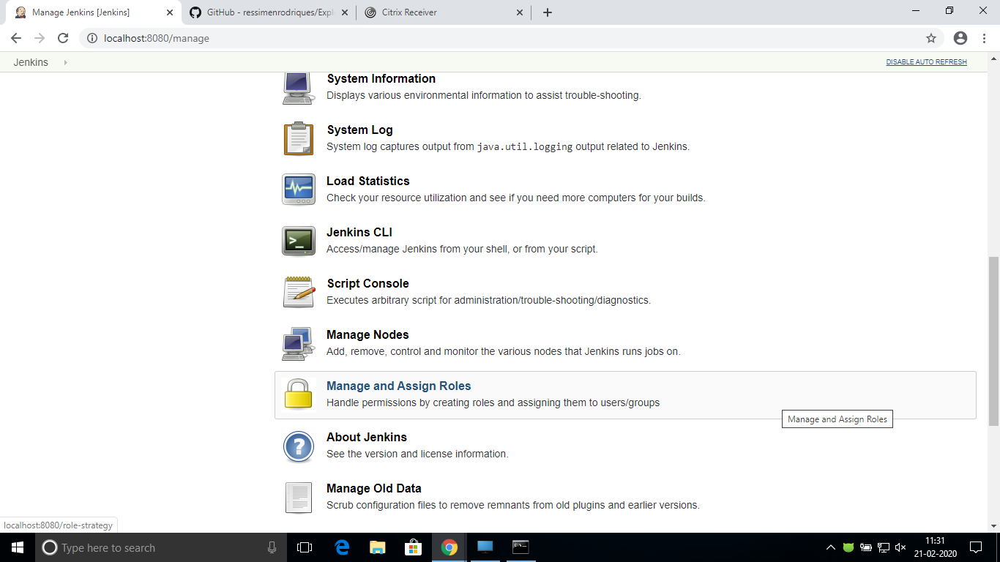 Manage Jenkins [Jenkins]
GitHub - ressimenrodriques/Expl
Citrix Receiver
localhost:8080/manage
Jenkins
DISABLE AUTO REFRESH
System Information
Displays various environmental information to assist trouble-shooting.
System Log
System log captures output from java.util.logging output related to Jenkins.
Load Statistics
Check your resource utilization and see if you need more computers for your builds.
Jenkins CLI
Access/manage Jenkins from your shell, or from your script.
Script Console
Executes arbitrary script for administration/trouble-shooting/diagnostics.
Manage Nodes
Add, remove, control and monitor the various nodes that Jenkins runs jobs on.
Manage and Assign Roles
Handle permissions by creating roles and assigning them to users/groups
Manage and Assign Roles
About Jenkins
See the version and license information.
Manage Old Data
Scrub configuration files to remove remnants from old plugins and earlier versions.
localhost:8080/role-strategy
Type here to search
11:31
21-02-2020